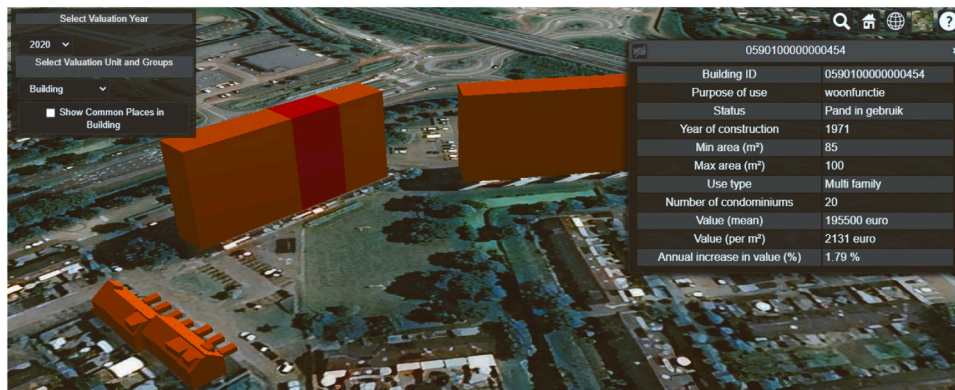 Select Valuation Year
2020
Select Valuation Unit and Groups
Building
Show Common Places in
Building
?
0590100000000454
Building ID 0590100000000454
Purpose of use woonfunctie
Status Pand in gebruik
Year of construction 1971
Min area (m²) 85
Max area (m²) 100
Use type Multi family
Number of condominiums 20
Value (mean) 195500 euro
Value (per m²) 2131 euro
Annual increase in value (%) 1.79 %